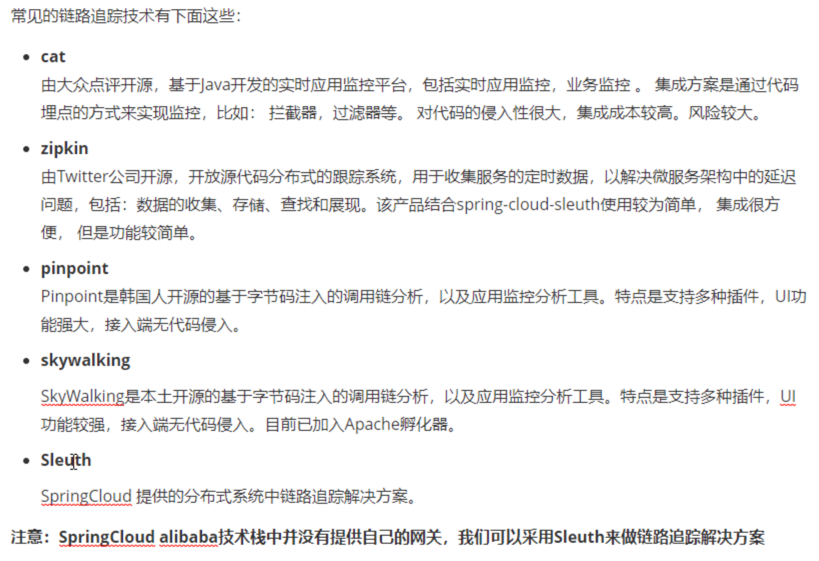 常见的链路追踪技术有下面这些：
cat
由大众点评开源，基于Java开发的实时应用监控平台，包括实时应用监控，业务监控 。 集成方案是通过代码
埋点的方式来实现监控，比如： 拦截器，过滤器等。 对代码的侵入性很大，集成成本较高。风险较大。
zipkin
由Twitter公司开源，开放源代码分布式的跟踪系统，用于收集服务的定时数据，以解决微服务架构中的延迟
问题，包括：数据的收集、存储、查找和展现。该产品结合spring-cloud-sleuth使用较为简单， 集成很方
便， 但是功能较简单。
pinpoint
Pinpoint是韩国人开源的基于字节码注入的调用链分析，以及应用监控分析工具。特点是支持多种插件，UI功
能强大，接入端无代码侵入。
skywalking
SkyWalking是本土开源的基于字节码注入的调用链分析，以及应用监控分析工具。特点是支持多种插件，UI
功能较强，接入端无代码侵入。目前已加入Apache孵化器。
Sleuth
SpringCloud 提供的分布式系统中链路追踪解决方案。
注意：SpringCloud alibaba技术栈中并没有提供自己的网关，我们可以采用Sleuth来做链路追踪解决方案